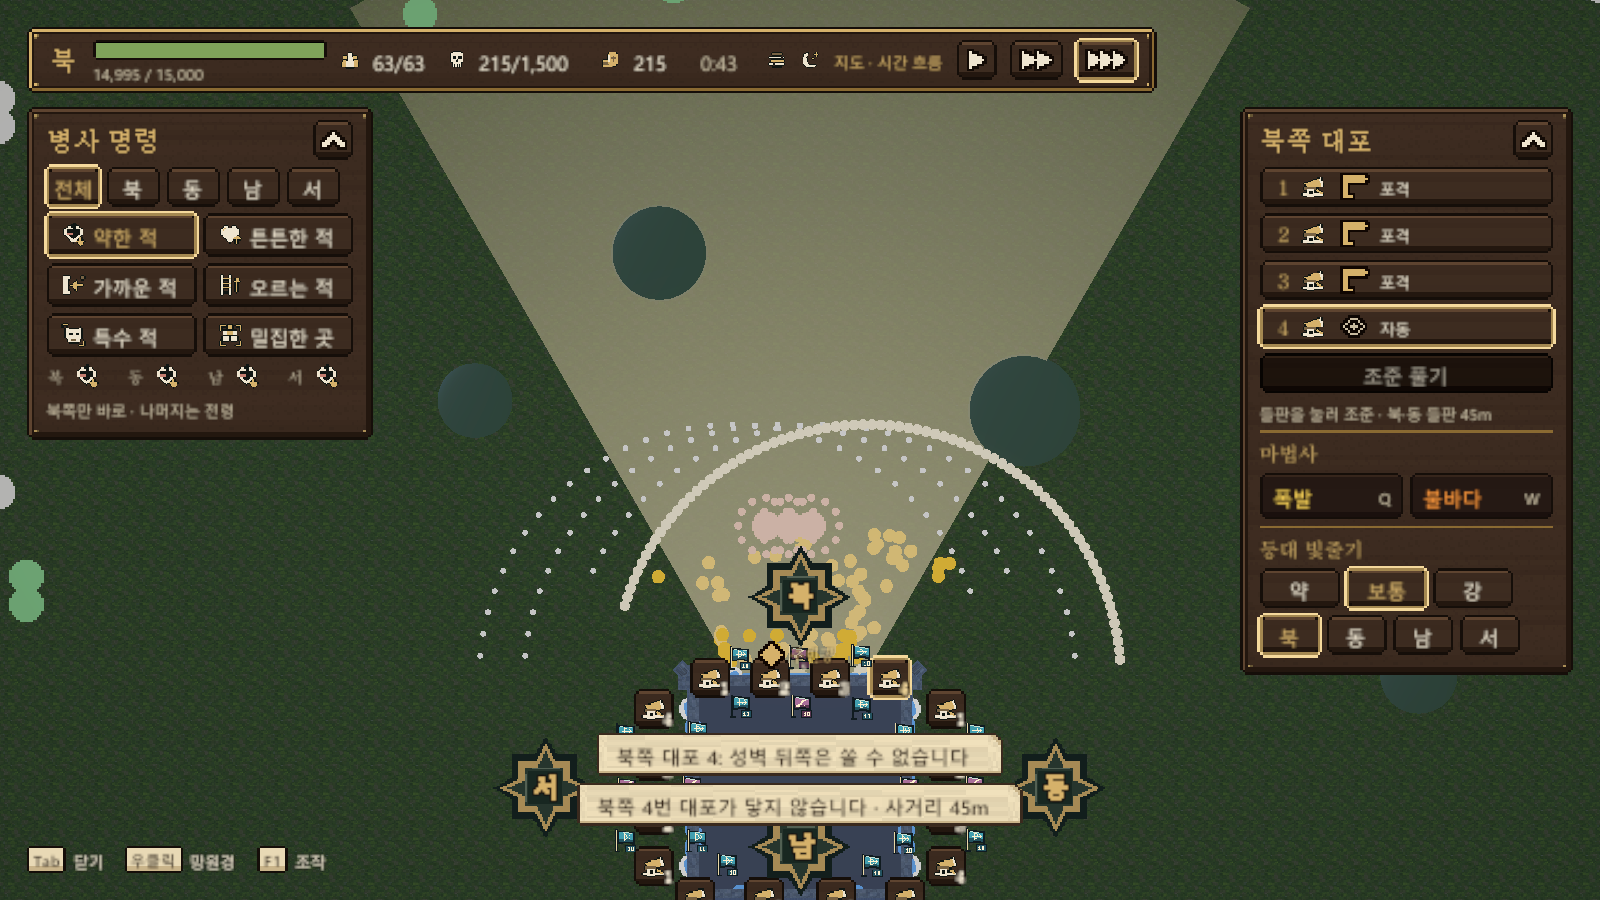 북
14,995 / 15,000
63/63
215/1,500
215
0:43
지도 · 시간 흐름
병사 명령
전체 북 동 남 서
약한 적 튼튼한 적
가까운 적 오르는 적
특수 적 밀집한 곳
북 동 남 서
북쪽만 바로 · 나머지는 전령
북쪽 대포
1 포격
2 포격
3 포격
4 자동
조준 풀기
들판을 눌러 조준 · 북·동 들판 45m
마법사
폭발 Q 불바다 W
등대 빛줄기
약 보통 강
북 동 남 서
북
북쪽 대포 4: 성벽 뒤쪽은 쏠 수 없습니다
서 동
북쪽 4번 대포가 닿지 않습니다 · 사거리 45m
남
Tab 닫기 우클릭 망원경 F1 조작